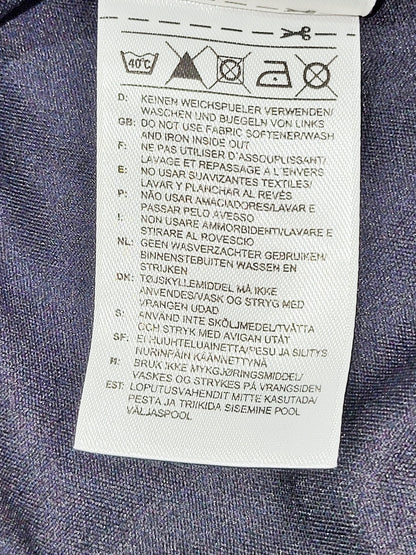 40°C
D: KEINEN WEICHSPUELER VERWENDEN/
WASCHEN UND BUEGELN VON LINKS
GB: DO NOT USE FABRIC SOFTENER/WASH
AND IRON INSIDE OUT
F: NE PAS UTILISER D'ASSOUPLISSANT/
LAVAGE ET REPASSAGE A L'ENVERS
E: NO USAR SUAVIZANTES TEXTILES/
LAVAR Y PLANCHAR AL REVÉS
P: NÃO USAR AMACIADORES/LAVAR E
PASSAR PELO AVESSO
I: NON USARE AMMORBIDENTI/LAVARE E
STIRARE AL ROVESCIO
NL: GEEN WASVERZACHTER GEBRUIKEN/
BINNENSTEBUITEN WASSEN EN
STRIJKEN
DK: TØJSKYLLEMIDDEL MÅ IKKE
ANVENDES/VASK OG STRYG MED
VRANGEN UDAD
S: ANVÄND INTE SKÖLJMEDEL/TVÄTTA
OCH STRYK MED AVIGAN UTÅT
SF: EI HUUHTELUAINETTA/PESU JA SILITYS
NURINPÄIN KÄÄNNETTYNÄ
N: BRUK IKKE MYKGJØRINGSMIDDEL/
VASKES OG STRYKES PÅ VRANGSIDEN
EST: LOPUTUSVAHENDIT MITTE KASUTADA/
PESTA JA TRIIKIDA SISEMINE POOL
VÄLJASPOOL